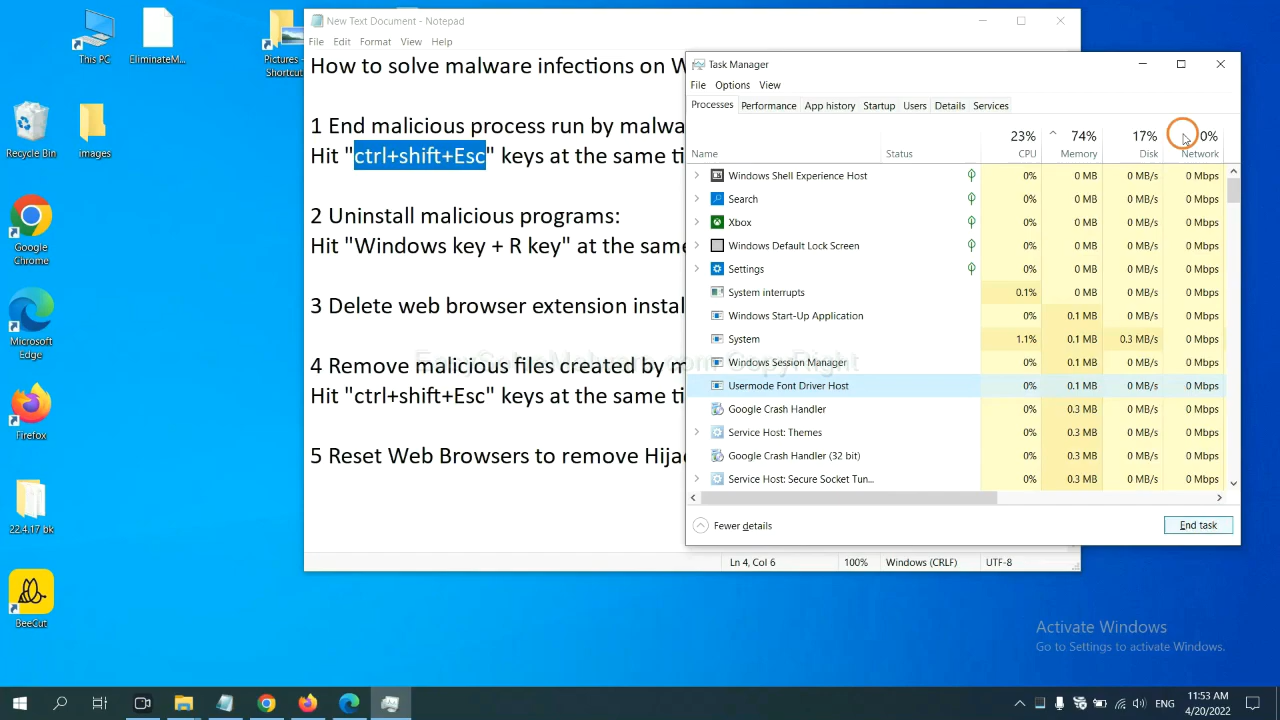 This PC
EliminateM...
Pictures - Shortcut
Recycle Bin
images
Google Chrome
Microsoft Edge
Firefox
22.4.17 bk
BeeCut
New Text Document - Notepad
File Edit Format View Help
How to solve malware infections on W
1 End malicious process run by malwa
Hit "ctrl+shift+Esc" keys at the same ti
2 Uninstall malicious programs:
Hit "Windows key + R key" at the same
3 Delete web browser extension instal
4 Remove malicious files created by m
Hit "ctrl+shift+Esc" keys at the same ti
5 Reset Web Browsers to remove Hijac
Ln 4, Col 6 100% Windows (CRLF) UTF-8
Task Manager
File Options View
Processes Performance App history Startup Users Details Services
23% 74% 17% 0%
Name Status CPU Memory Disk Network
Windows Shell Experience Host 0% 0 MB 0 MB/s 0 Mbps
Search 0% 0 MB 0 MB/s 0 Mbps
Xbox 0% 0 MB 0 MB/s 0 Mbps
Windows Default Lock Screen 0% 0 MB 0 MB/s 0 Mbps
Settings 0% 0 MB 0 MB/s 0 Mbps
System interrupts 0.1% 0 MB 0 MB/s 0 Mbps
Windows Start-Up Application 0% 0.1 MB 0 MB/s 0 Mbps
System 1.1% 0.1 MB 0.3 MB/s 0 Mbps
Windows Session Manager 0% 0.1 MB 0 MB/s 0 Mbps
Usermode Font Driver Host 0% 0.1 MB 0 MB/s 0 Mbps
Google Crash Handler 0% 0.3 MB 0 MB/s 0 Mbps
Service Host: Themes 0% 0.3 MB 0 MB/s 0 Mbps
Google Crash Handler (32 bit) 0% 0.3 MB 0 MB/s 0 Mbps
Service Host: Secure Socket Tun... 0% 0.3 MB 0 MB/s 0 Mbps
Fewer details End task
CopyRight
Activate Windows
Go to Settings to activate Windows.
ENG
11:53 AM
4/20/2022